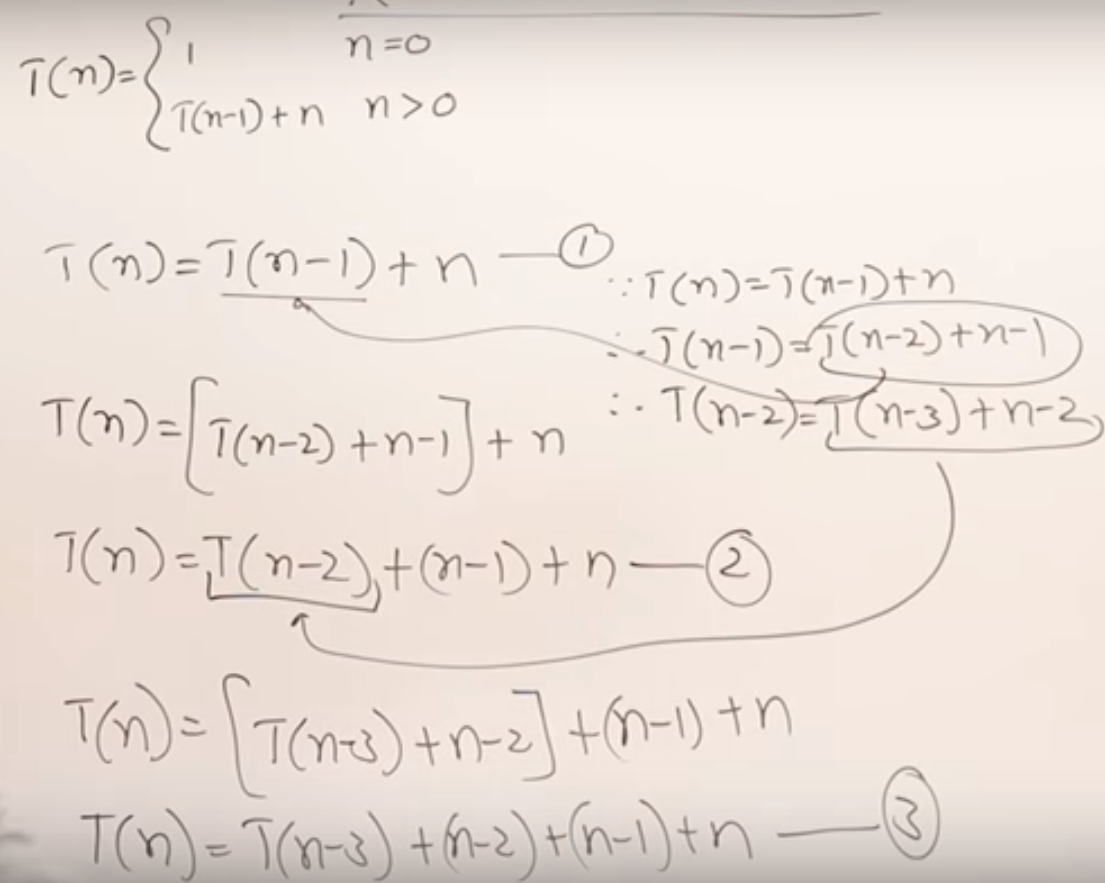 T(n)= { 1 n=0
T(n-1)+n n>0
T(n)=T(n-1)+n — ①
∵ T(n)=T(n-1)+n
∴ T(n-1)=T(n-2)+n-1
∴ T(n-2)=T(n-3)+n-2
T(n)=[T(n-2)+n-1]+n
T(n)=T(n-2)+(n-1)+n — ②
T(n)=[T(n-3)+n-2]+(n-1)+n
T(n)=T(n-3)+(n-2)+(n-1)+n — ③